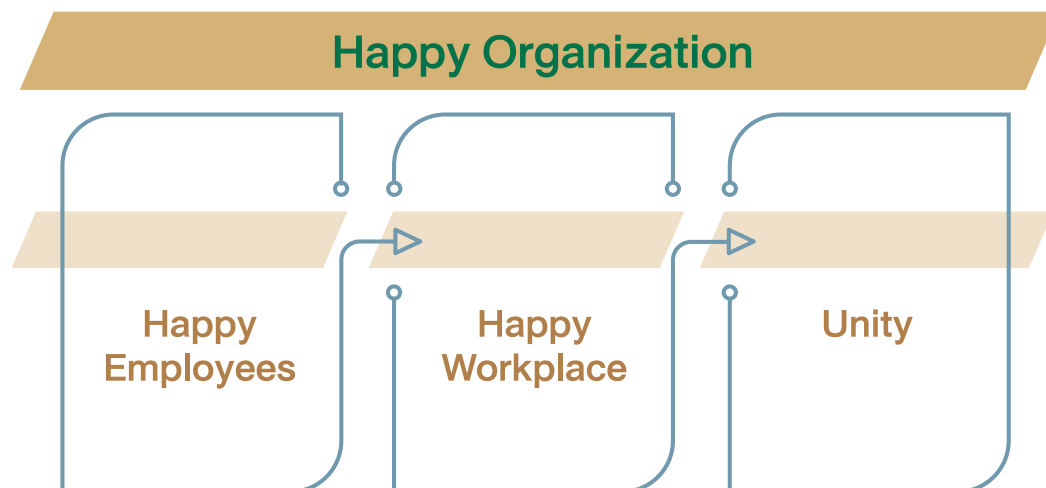 Happy Organization
Happy
Employees
Happy
Workplace
Unity